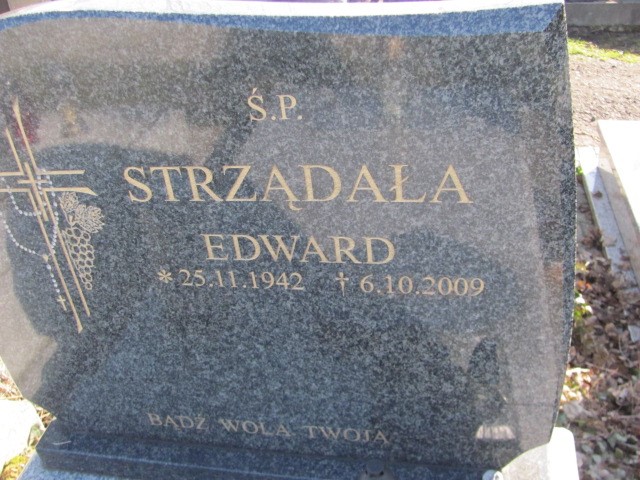 Ś.P.
STRZĄDAŁA
EDWARD
* 25.11.1942 † 6.10.2009
BĄDŹ WOLA TWOJA